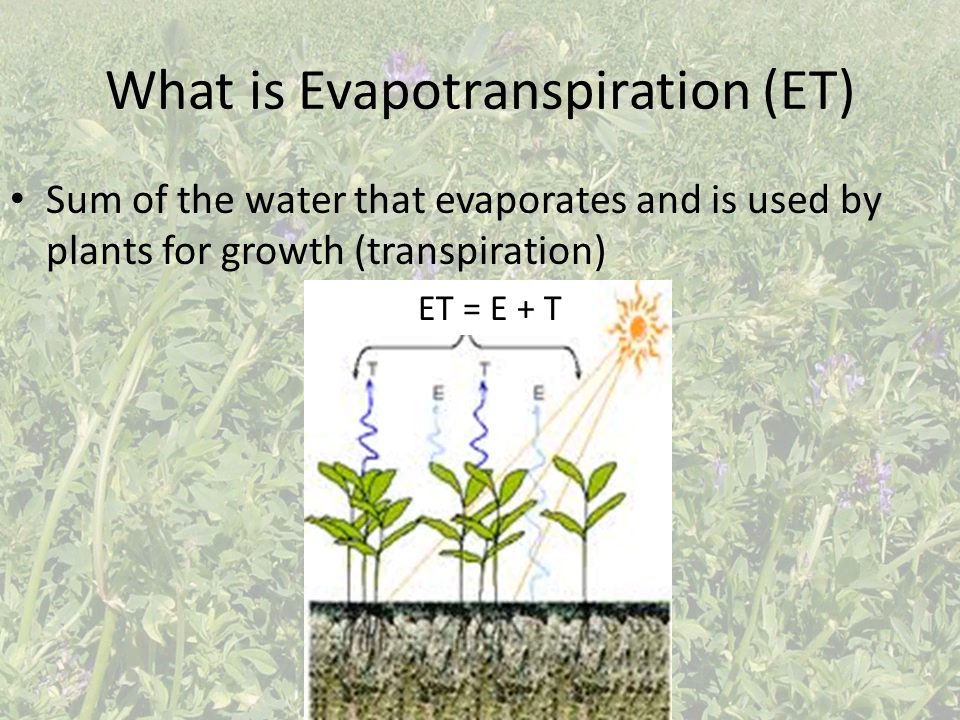 What is Evapotranspiration (ET)
• Sum of the water that evaporates and is used by
plants for growth (transpiration)
ET = E + T
T
T
E
E